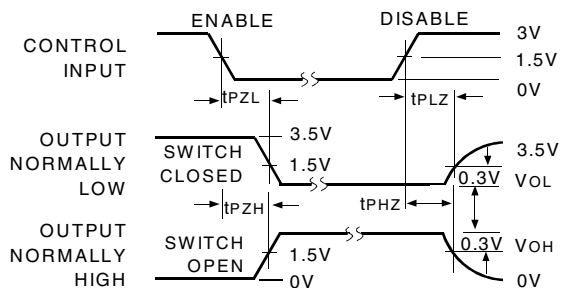 ENABLE
DISABLE
CONTROL
INPUT
3V
1.5V
0V
tPZL
tPLZ
OUTPUT
NORMALLY
LOW
SWITCH
CLOSED
3.5V
1.5V
3.5V
0.3V
VOL
tPZH
tPHZ
OUTPUT
NORMALLY
HIGH
SWITCH
OPEN
1.5V
0V
0.3V
VOH
0V